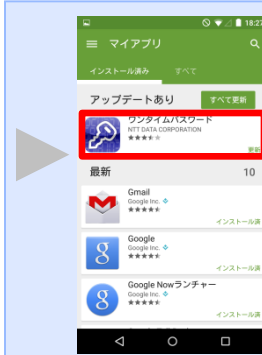 18:27
マイアプリ
インストール済み すべて
アップデートあり すべて更新
ワンタイムパスワード
NTT DATA CORPORATION
更新
最新 10
Gmail
Google Inc.
インストール済
Google
Google Inc.
インストール済
Google Nowランチャー
Google Inc.
インストール済